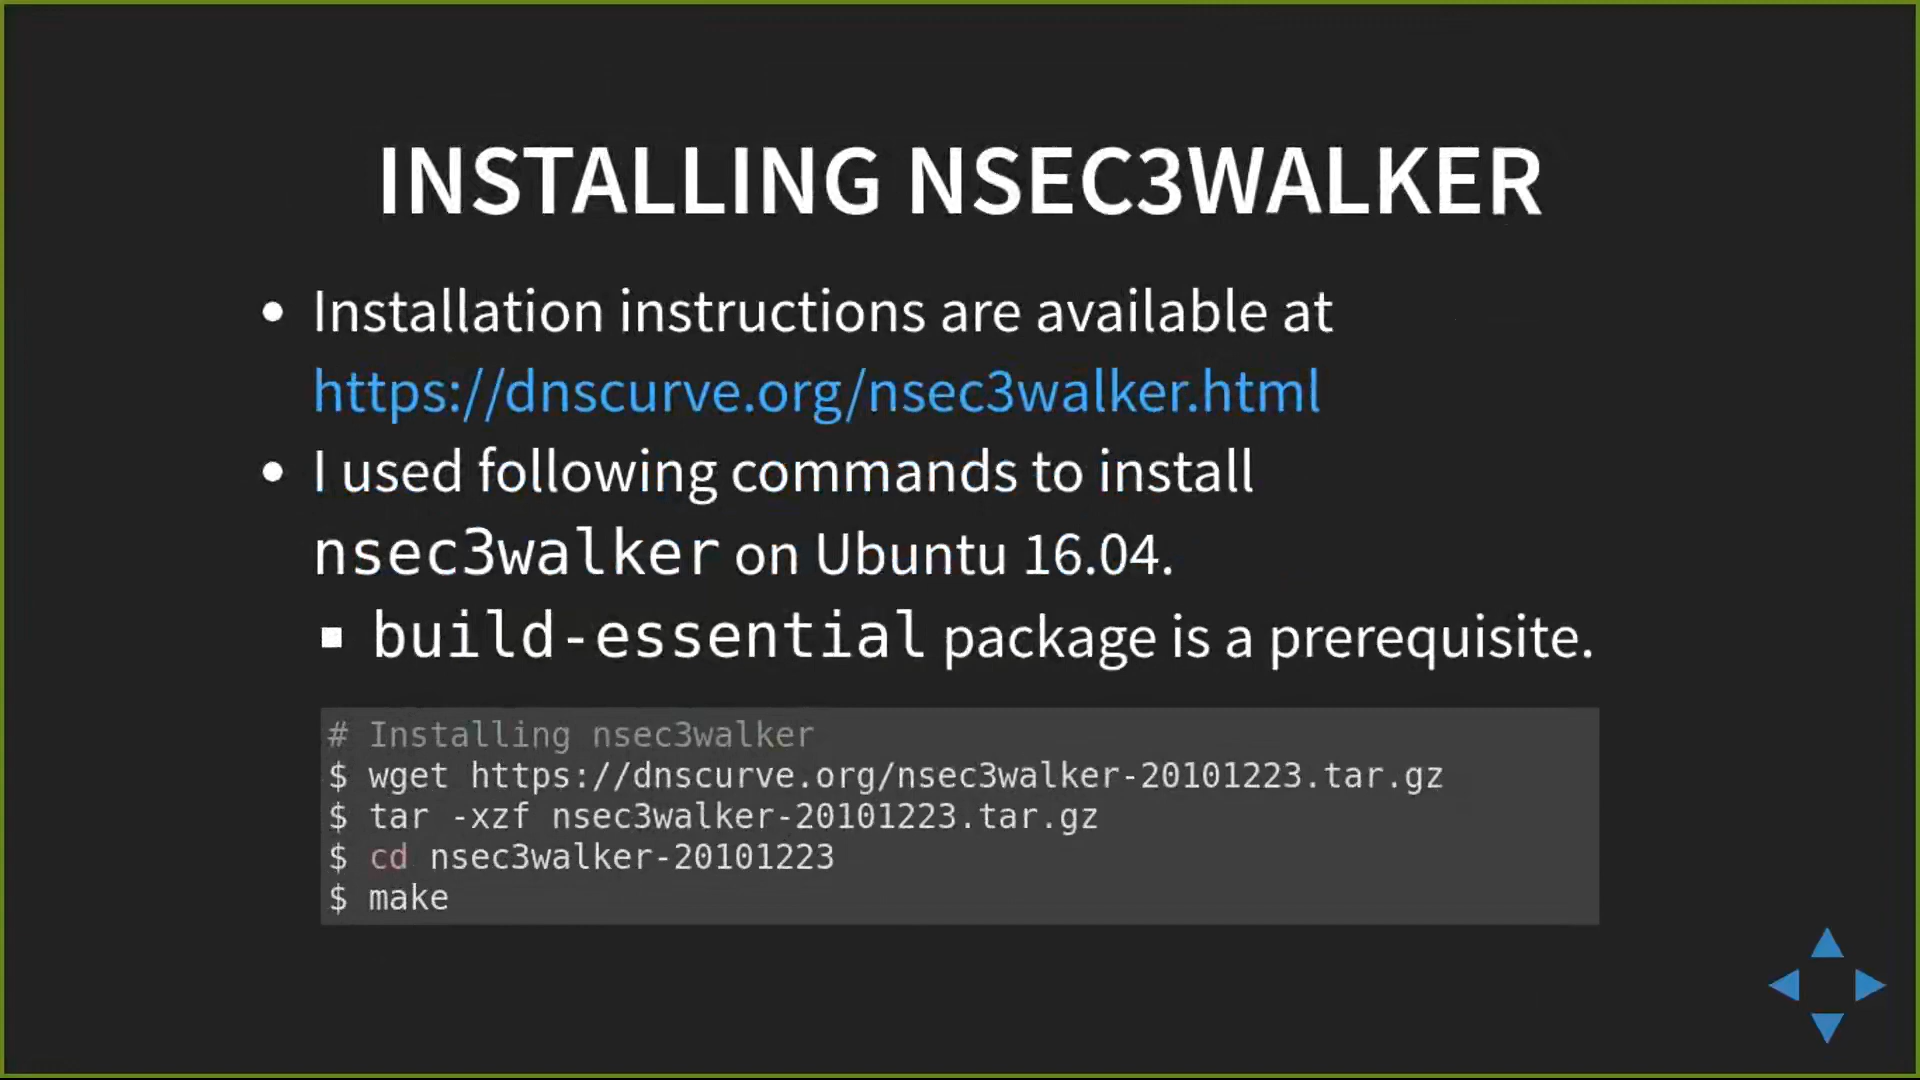 INSTALLING NSEC3WALKER
Installation instructions are available at
https://dnscurve.org/nsec3walker.html
I used following commands to install
nsec3walker on Ubuntu 16.04.
build-essential package is a prerequisite.
# Installing nsec3walker
$ wget https://dnscurve.org/nsec3walker-20101223.tar.gz
$ tar -xzf nsec3walker-20101223.tar.gz
$ cd nsec3walker-20101223
$ make